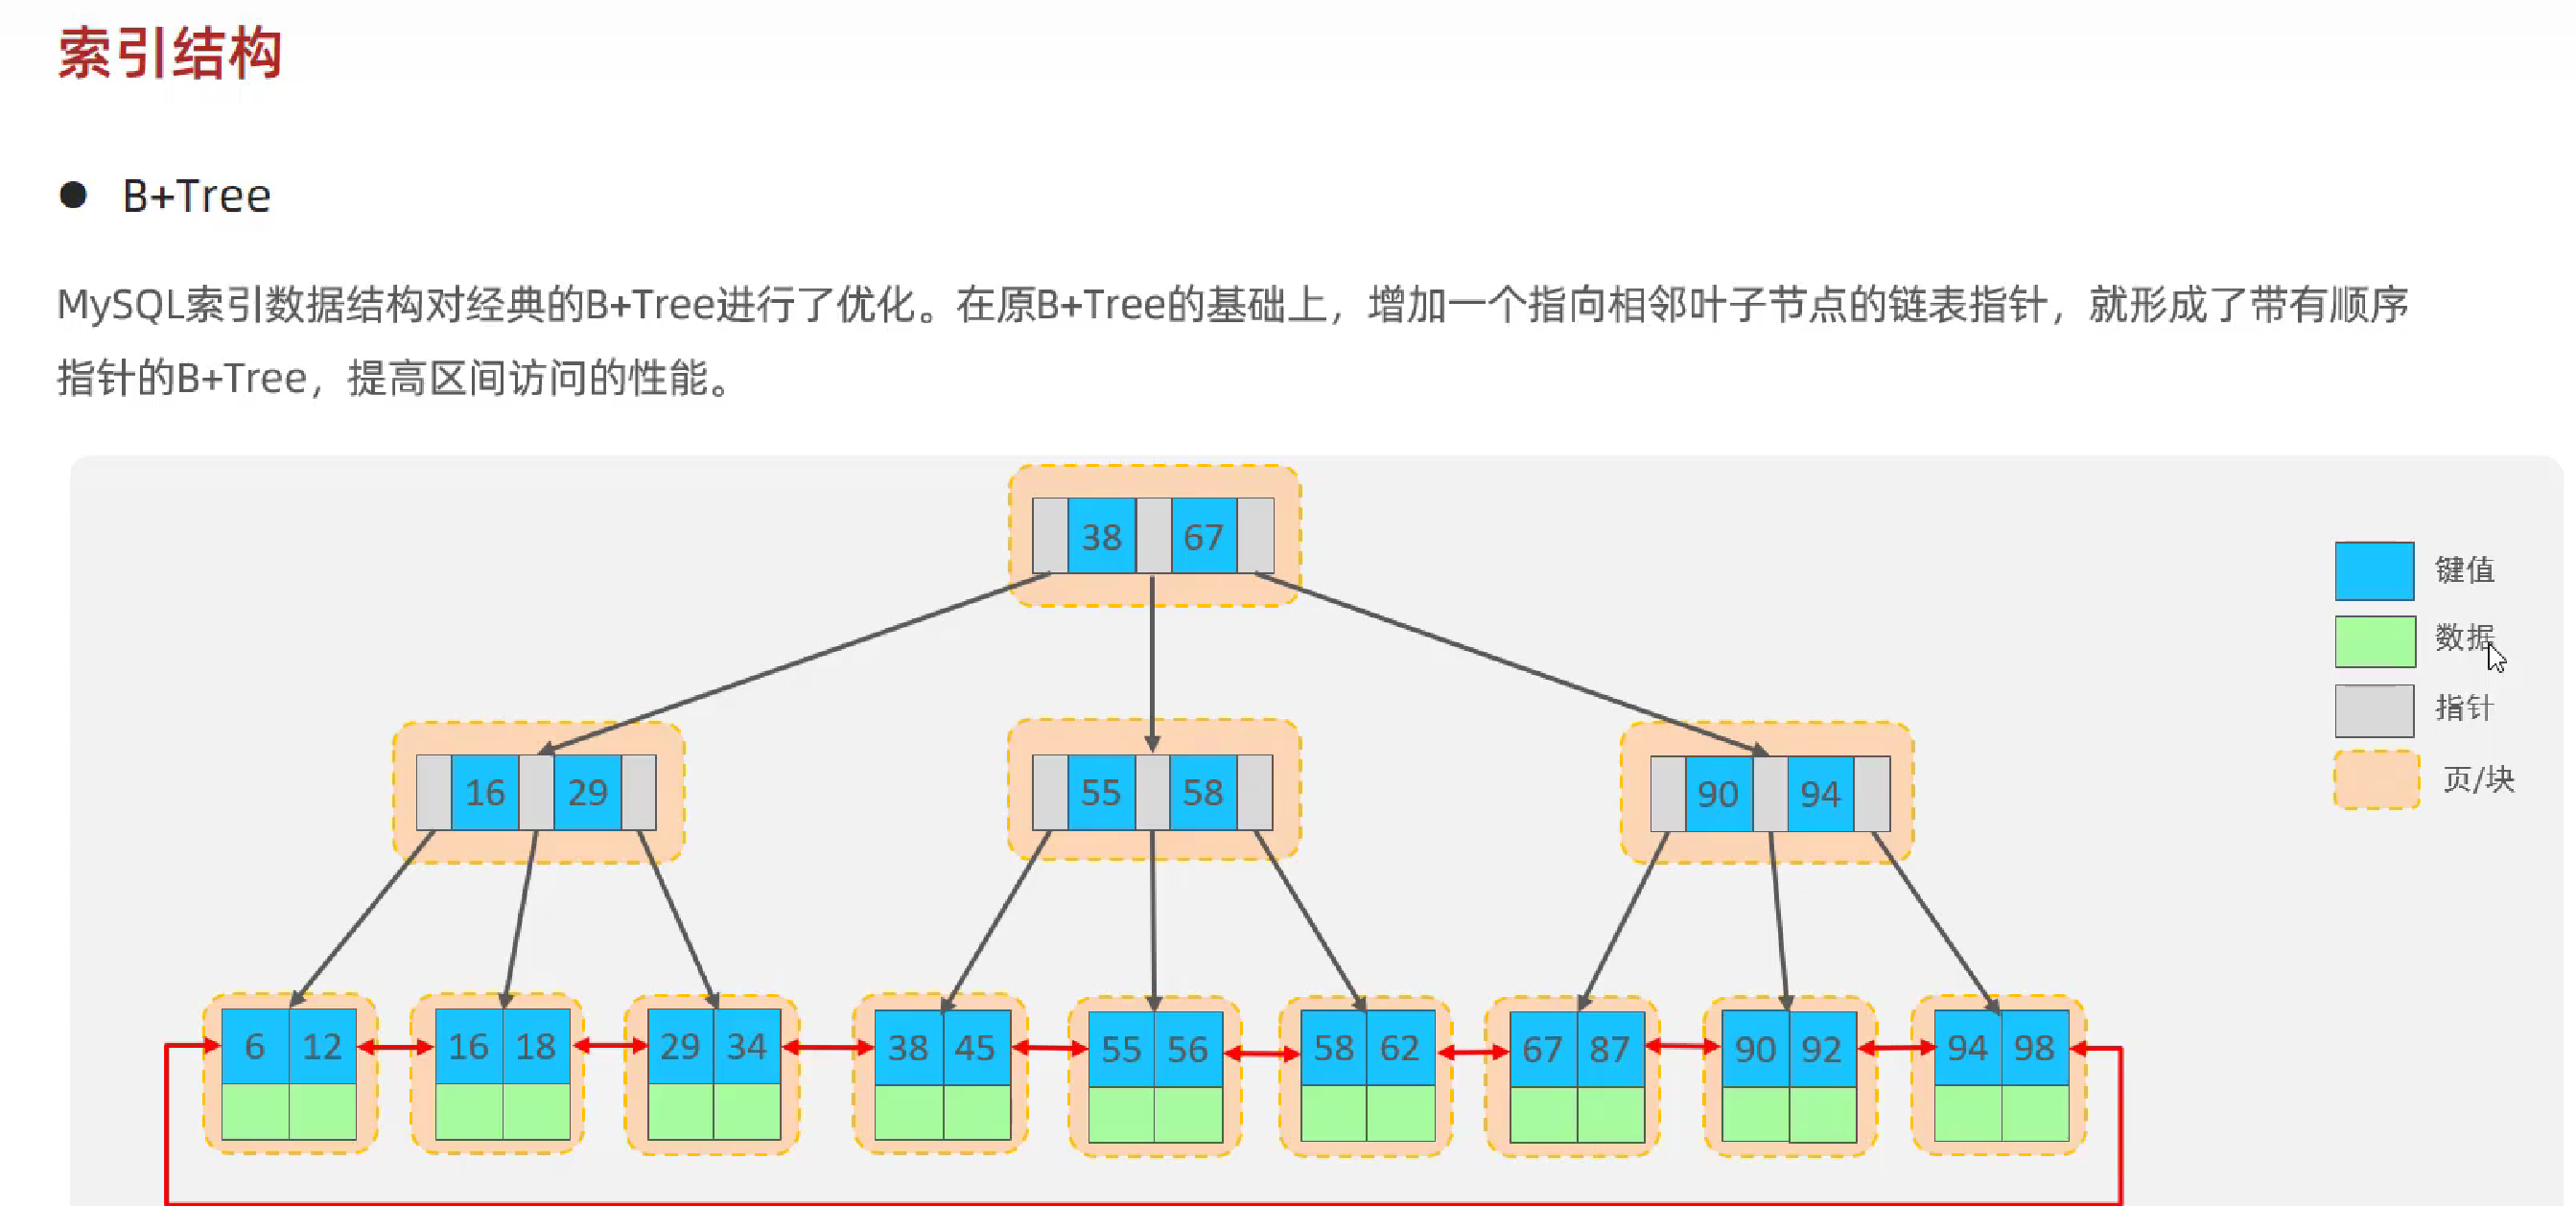 索引结构
● B+Tree
MySQL索引数据结构对经典的B+Tree进行了优化。在原B+Tree的基础上，增加一个指向相邻叶子节点的链表指针，就形成了带有顺序
指针的B+Tree，提高区间访问的性能。
38 67
键值
数据
指针
页/块
16 29 55 58 90 94
6 12 16 18 29 34 38 45 55 56 58 62 67 87 90 92 94 98